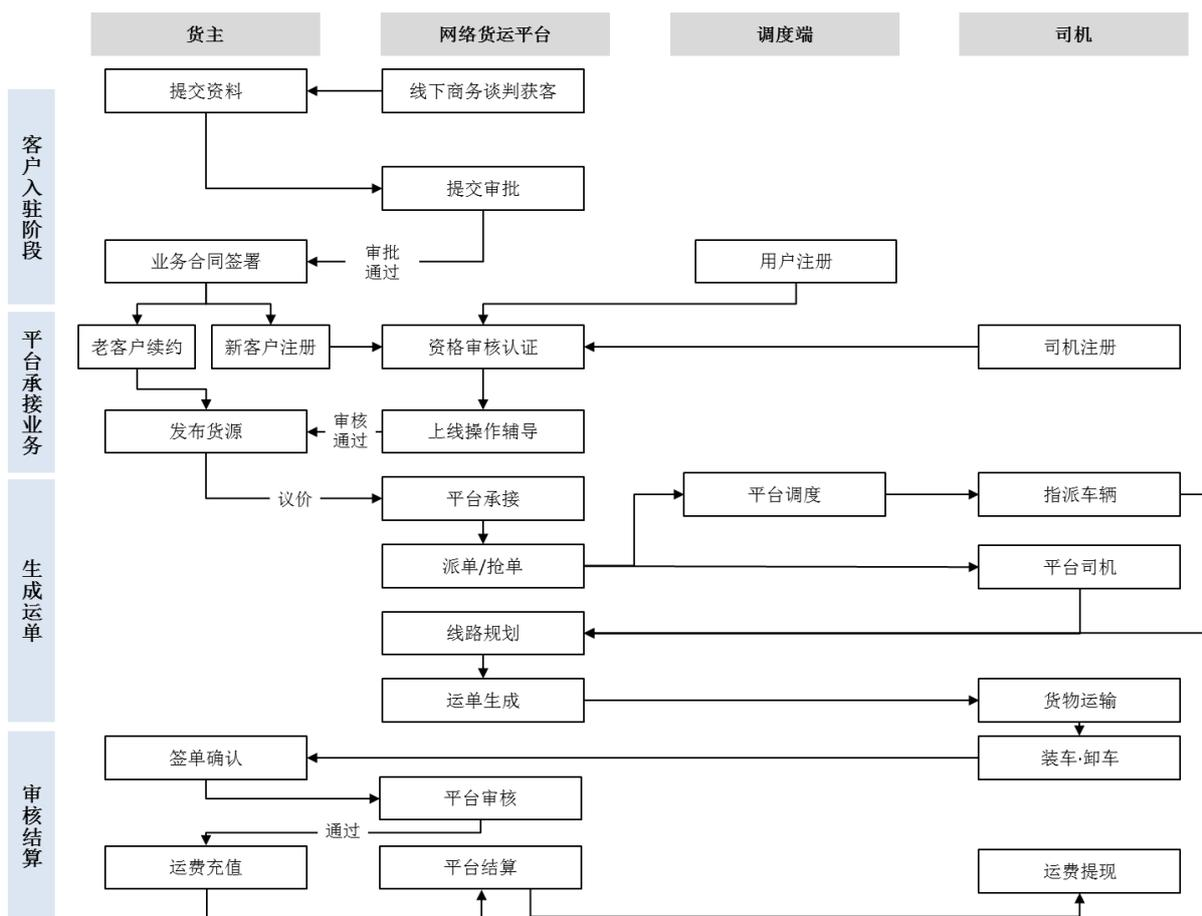 货主
网络货运平台
调度端
司机
客户入驻阶段
提交资料
线下商务谈判获客
提交审批
业务合同签署
审批
通过
用户注册
平台承接业务
老客户续约
新客户注册
资格审核认证
司机注册
发布货源
审核
通过
上线操作辅导
生成运单
议价
平台承接
平台调度
指派车辆
派单/抢单
平台司机
线路规划
运单生成
货物运输
审核结算
签单确认
装车·卸车
平台审核
通过
运费充值
平台结算
运费提现